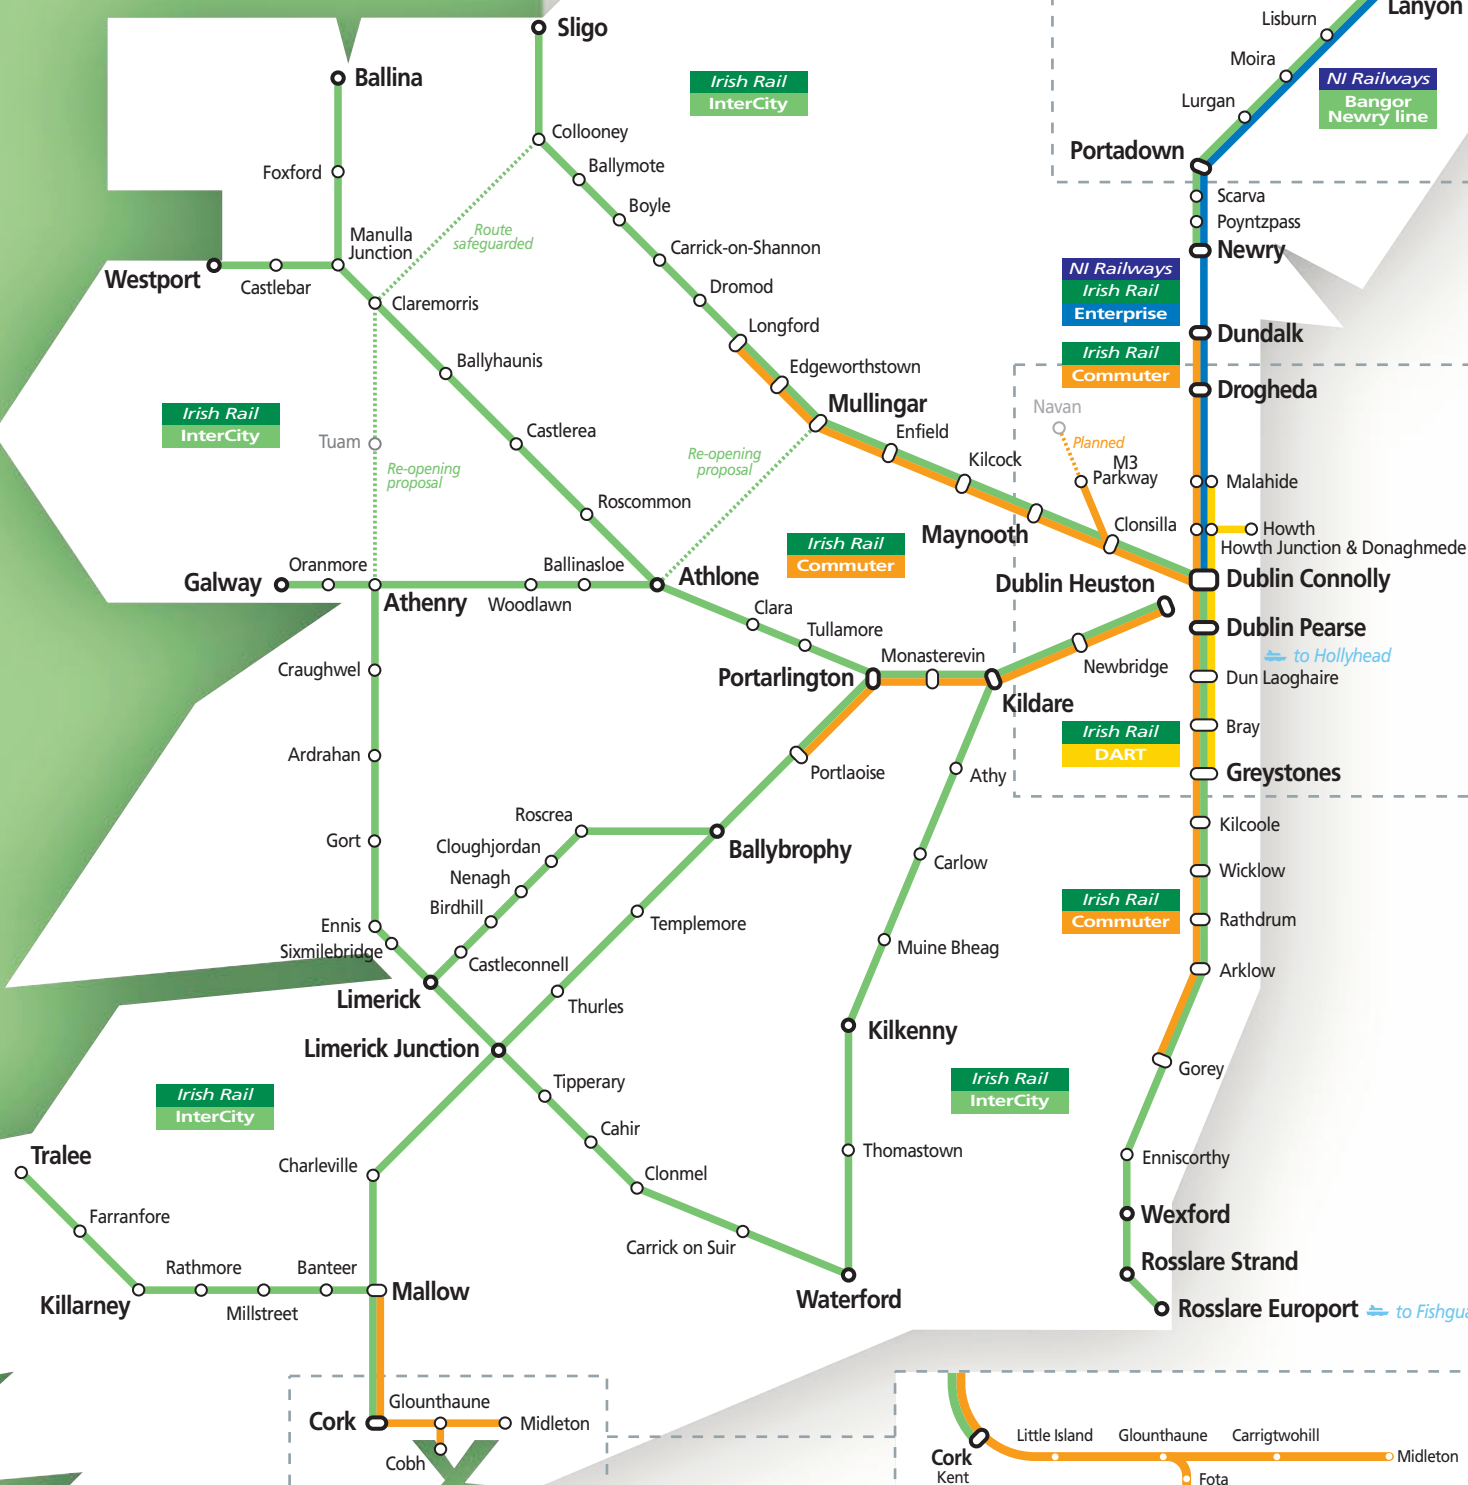 Lanyon
Lisburn
Moira
Lurgan
NI Railways
Bangor
Newry line
Portadown
Scarva
Poyntzpass
Newry
NI Railways
Irish Rail
Enterprise
Dundalk
Irish Rail
Commuter
Drogheda
Sligo
Ballina
Irish Rail
InterCity
Collooney
Ballymote
Foxford
Boyle
Route
safeguarded
Manulla
Junction
Carrick-on-Shannon
Westport
Castlebar
Dromod
Claremorris
Longford
Ballyhaunis
Edgeworthstown
Mullingar
Irish Rail
InterCity
Navan
Planned
Enfield
Castlerea
Tuam
Re-opening
proposal
Re-opening
proposal
Kilcock
M3
Parkway
Malahide
Roscommon
Maynooth
Clonsilla
Howth
Howth Junction & Donaghmede
Irish Rail
Commuter
Oranmore
Ballinasloe
Galway
Athenry
Woodlawn
Athlone
Dublin Heuston
Dublin Connolly
Clara
Tullamore
Dublin Pearse
to Hollyhead
Monasterevin
Newbridge
Craughwel
Portarlington
Dun Laoghaire
Kildare
Irish Rail
DART
Bray
Ardrahan
Portlaoise
Athy
Greystones
Roscrea
Kilcoole
Gort
Cloughjordan
Ballybrophy
Carlow
Nenagh
Wicklow
Birdhill
Irish Rail
Commuter
Ennis
Templemore
Rathdrum
Sixmilebridge
Muine Bheag
Castleconnell
Arklow
Limerick
Thurles
Kilkenny
Limerick Junction
Gorey
Tipperary
Irish Rail
InterCity
Irish Rail
InterCity
Cahir
Tralee
Charleville
Clonmel
Thomastown
Enniscorthy
Farranfore
Wexford
Carrick on Suir
Rathmore
Banteer
Rosslare Strand
Killarney
Millstreet
Mallow
Waterford
Rosslare Europort
to Fishgua
Glounthaune
Cork
Midleton
Cobh
Little Island
Glounthaune
Carrigtwohill
Cork
Kent
Midleton
Fota